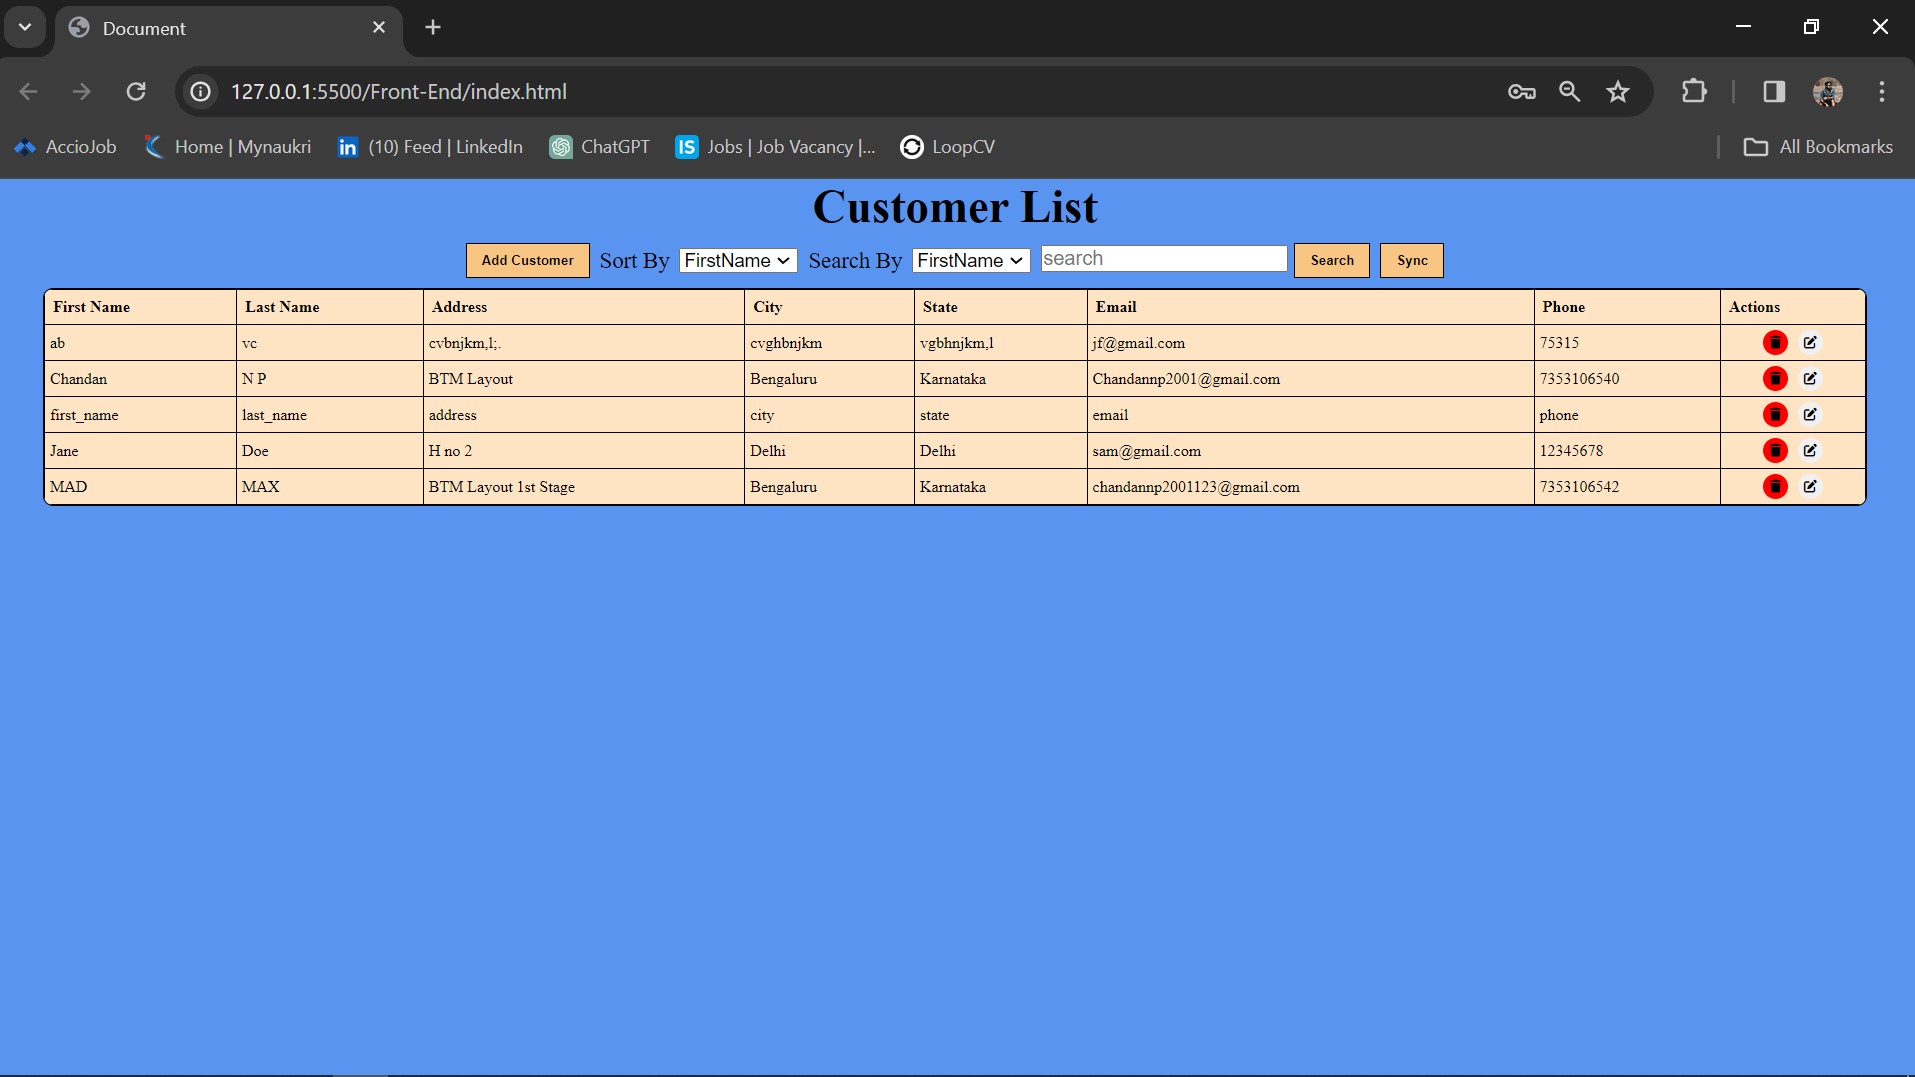 Document
127.0.0.1:5500/Front-End/index.html
AccioJob Home | Mynaukri in (10) Feed | LinkedIn ChatGPT IS Jobs | Job Vacancy |... LoopCV All Bookmarks
Customer List
Add Customer Sort By FirstName Search By FirstName search Search Sync
First Name Last Name Address City State Email Phone Actions
ab vc cvbnjkm,l;. cvghbnjkm vgbhnjkm,l jf@gmail.com 75315
Chandan N P BTM Layout Bengaluru Karnataka Chandannp2001@gmail.com 7353106540
first_name last_name address city state email phone
Jane Doe H no 2 Delhi Delhi sam@gmail.com 12345678
MAD MAX BTM Layout 1st Stage Bengaluru Karnataka chandannp2001123@gmail.com 7353106542